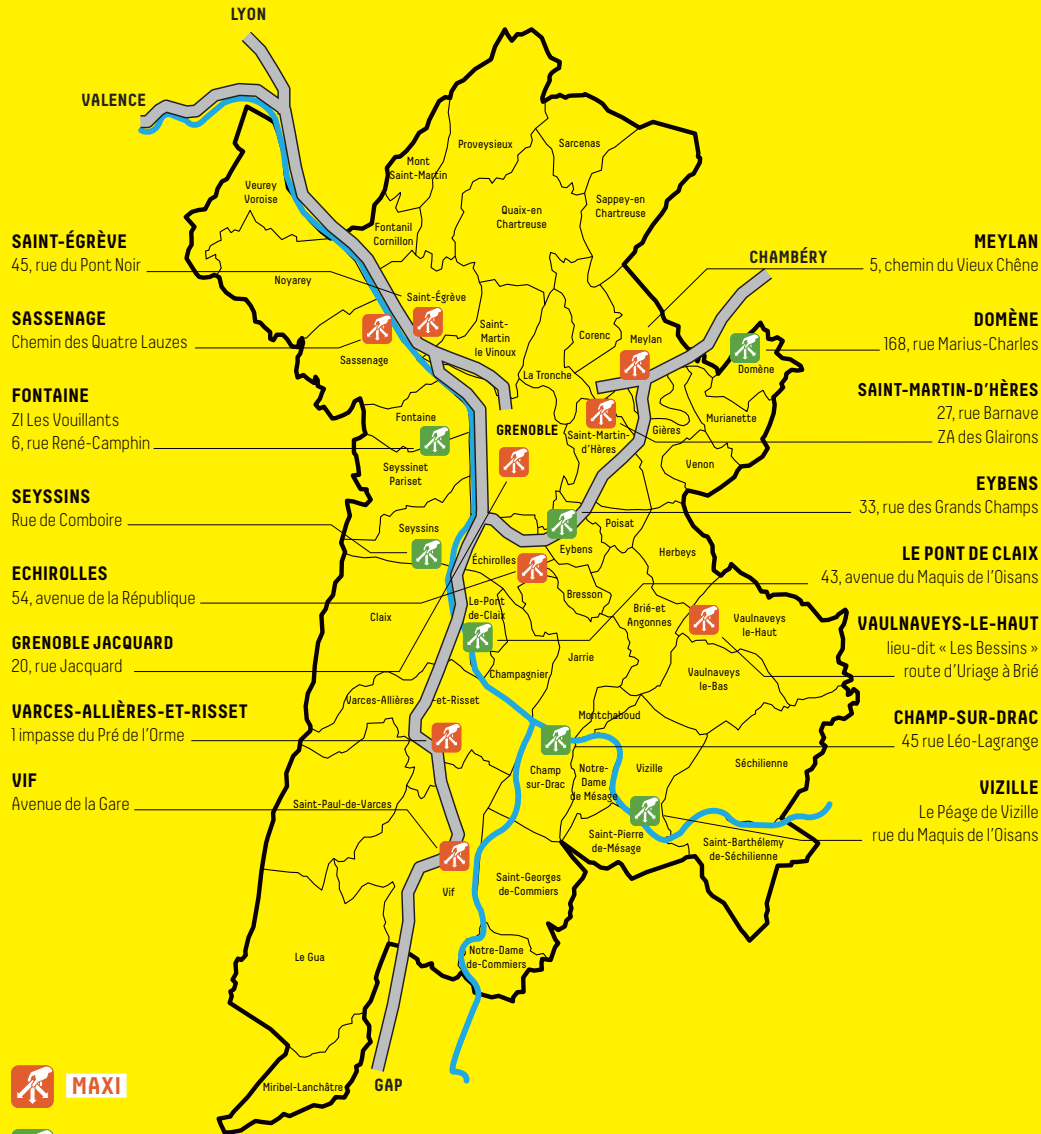 LYON
VALENCE
SAINT-ÉGRÈVE
45, rue du Pont Noir
SASSENAGE
Chemin des Quatre Lauzes
FONTAINE
ZI Les Vouillants
6, rue René-Camphin
SEYSSINS
Rue de Comboire
ECHIROLLES
54, avenue de la République
GRENOBLE JACQUARD
20, rue Jacquard
VARCES-ALLIÈRES-ET-RISSET
1 impasse du Pré de l'Orme
VIF
Avenue de la Gare
Proveysieux
Sarcenas
Mont
Saint-Martin
Veurey
Voroise
Quaix-en
Chartreuse
Sappey-en
Chartreuse
Fontanil
Cornillon
Noyarey
Saint-Égrève
Saint-
Martin
le Vinoux
Corenc
Meylan
Sassenage
La Tronche
Domène
Fontaine
GRENOBLE
Saint-Martin-
d'Hères
Gières
Murianette
Venon
Seyssinet
Pariset
Seyssins
Poisat
Eybens
Échirolles
Herbeys
Bresson
Claix
Le-Pont
de-Claix
Brié-et
Angonnes
Vaulnaveys
le-Haut
Jarrie
Champagnier
Vaulnaveys
le-Bas
Varces-Allières
-et-Risset
Montchaboud
Champ
sur-Drac
Notre-
Dame
de Mésage
Vizille
Séchilienne
Saint-Paul-de-Varces
Saint-Pierre
de-Mésage
Saint-Barthélemy
de-Séchilienne
Vif
Saint-Georges
de-Commiers
Le Gua
Notre-Dame
de-Commiers
Miribel-Lanchâtre
GAP
CHAMBÉRY
MEYLAN
5, chemin du Vieux Chêne
DOMÈNE
168, rue Marius-Charles
SAINT-MARTIN-D'HÈRES
27, rue Barnave
ZA des Glairons
EYBENS
33, rue des Grands Champs
LE PONT DE CLAIX
43, avenue du Maquis de l'Oisans
VAULNAVEYS-LE-HAUT
lieu-dit « Les Bessins »
route d'Uriage à Brié
CHAMP-SUR-DRAC
45 rue Léo-Lagrange
VIZILLE
Le Péage de Vizille
rue du Maquis de l'Oisans
MAXI